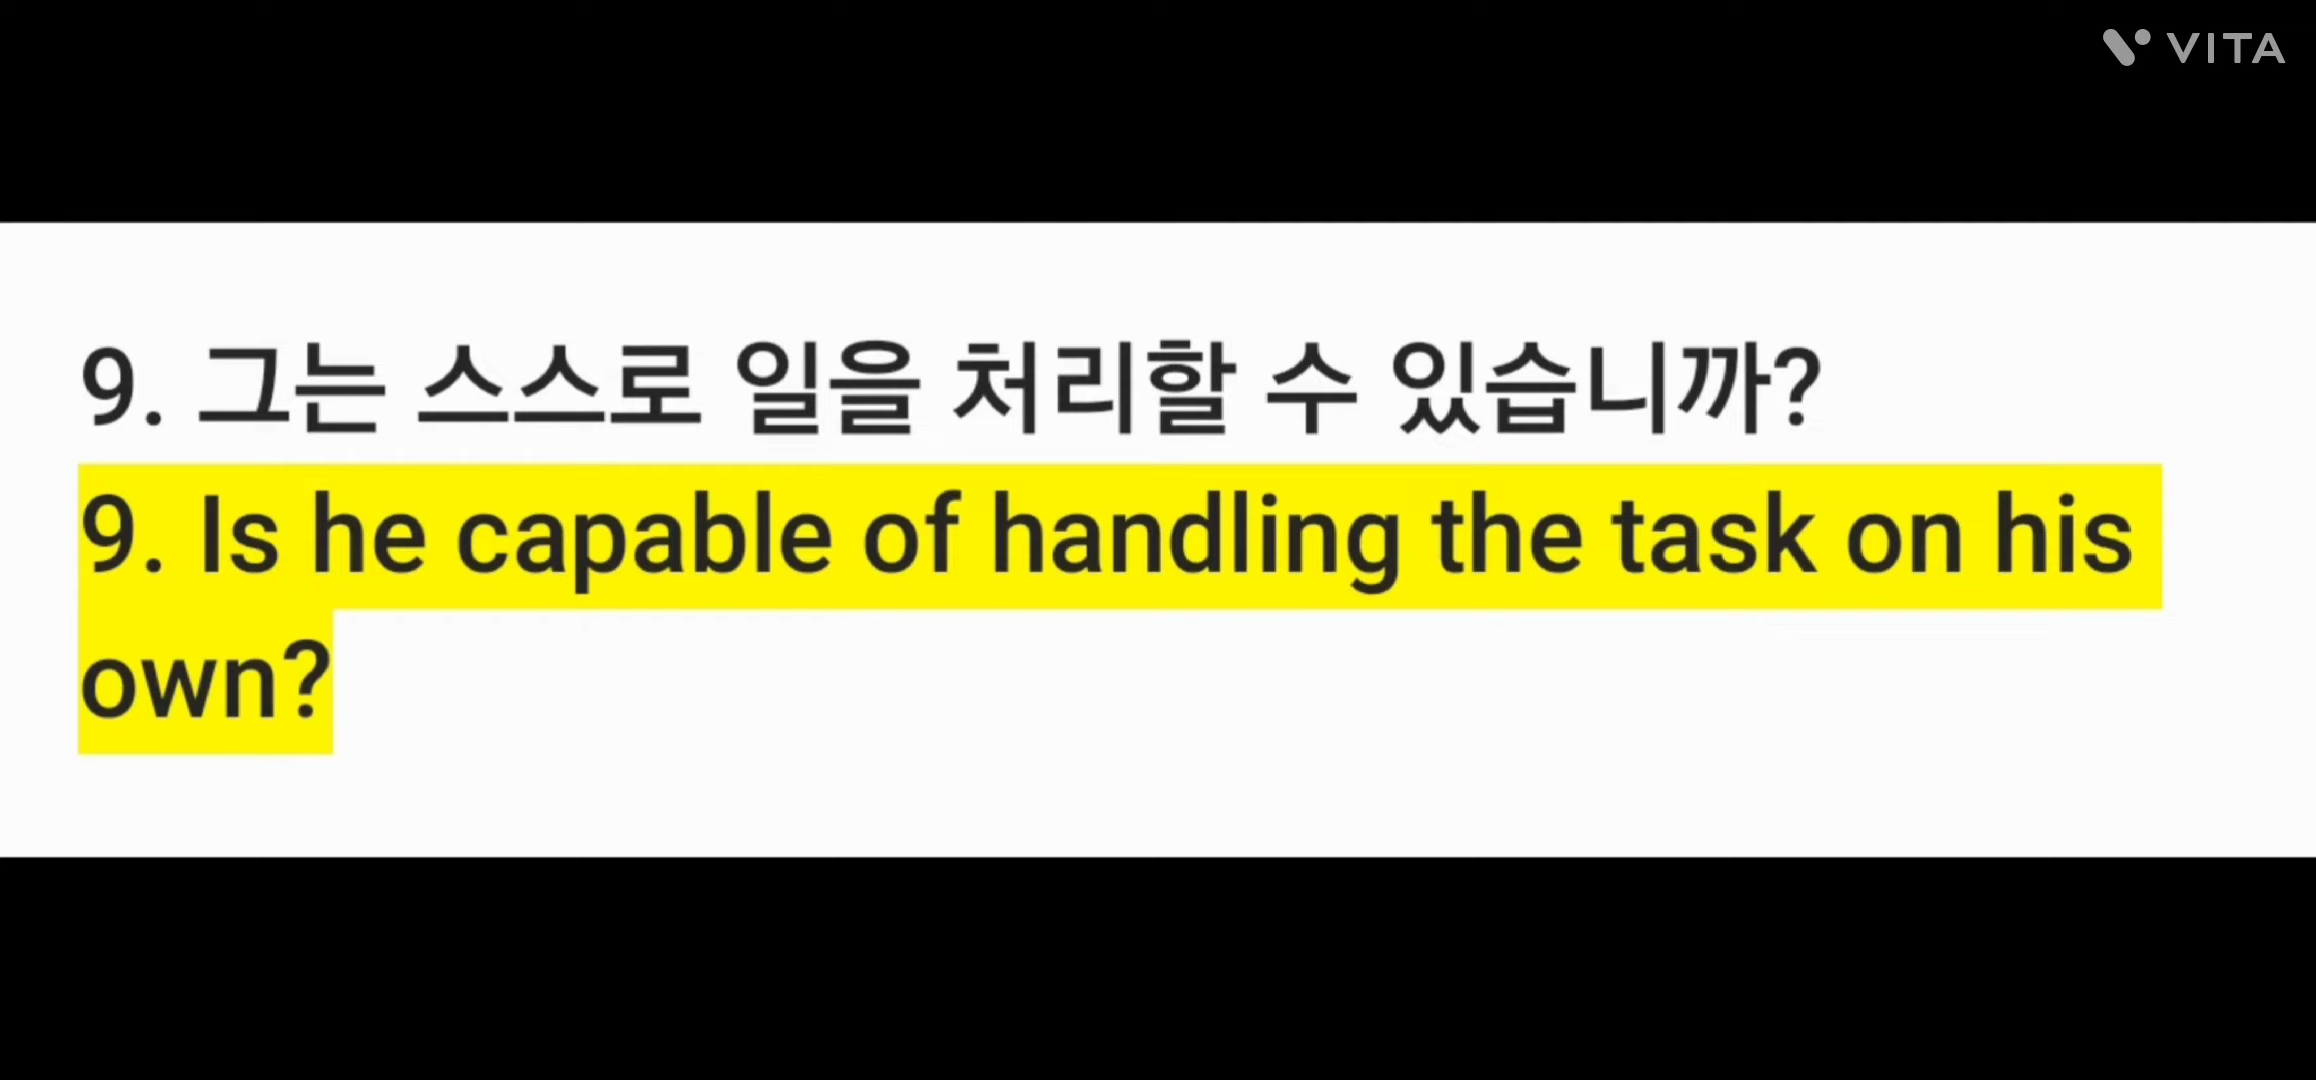 VITA
9. 그는 스스로 일을 처리할 수 있습니까?
9. Is he capable of handling the task on his
own?